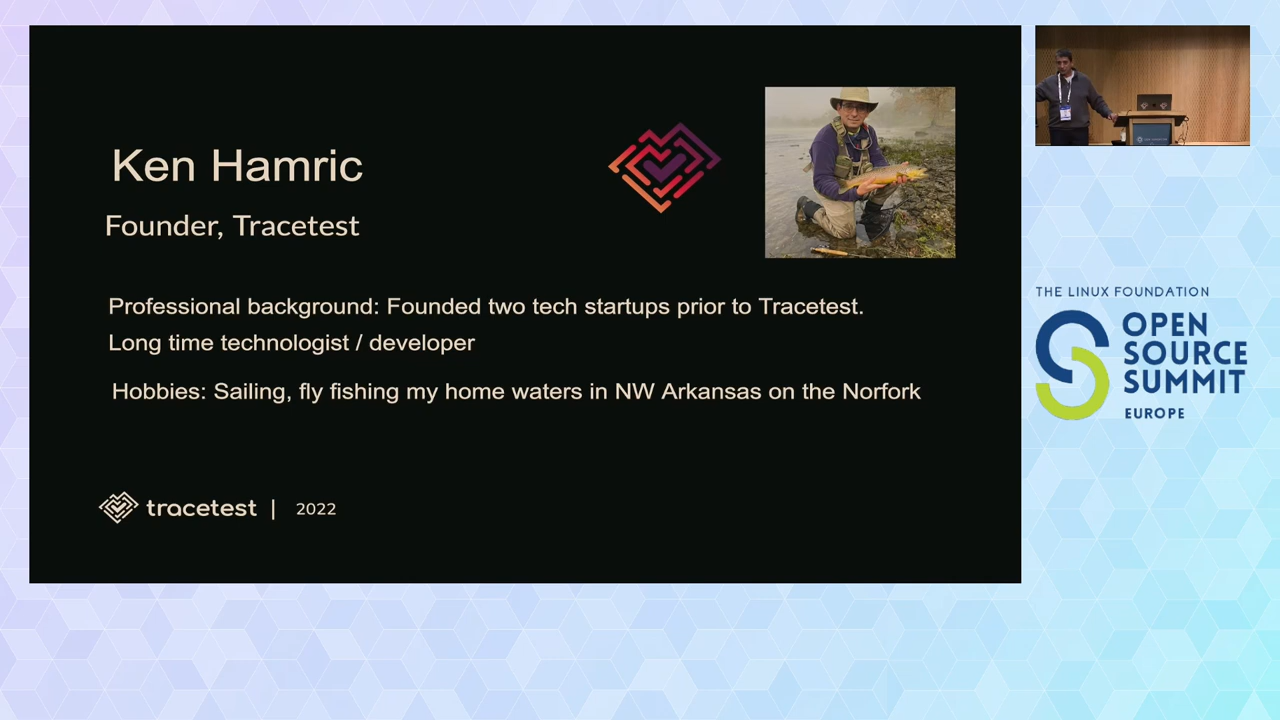 Ken Hamric
Founder, Tracetest
Professional background: Founded two tech startups prior to Tracetest.
Long time technologist / developer
Hobbies: Sailing, fly fishing my home waters in NW Arkansas on the Norfork
tracetest | 2022
THE LINUX FOUNDATION
OPEN
SOURCE
SUMMIT
EUROPE